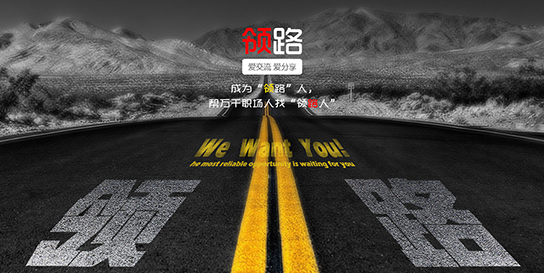 领路
爱交流 爱分享
成为“领路”人，
帮万千职场人找“领路人”
We Want You!
he most reliable opportunity is waiting for you
领路